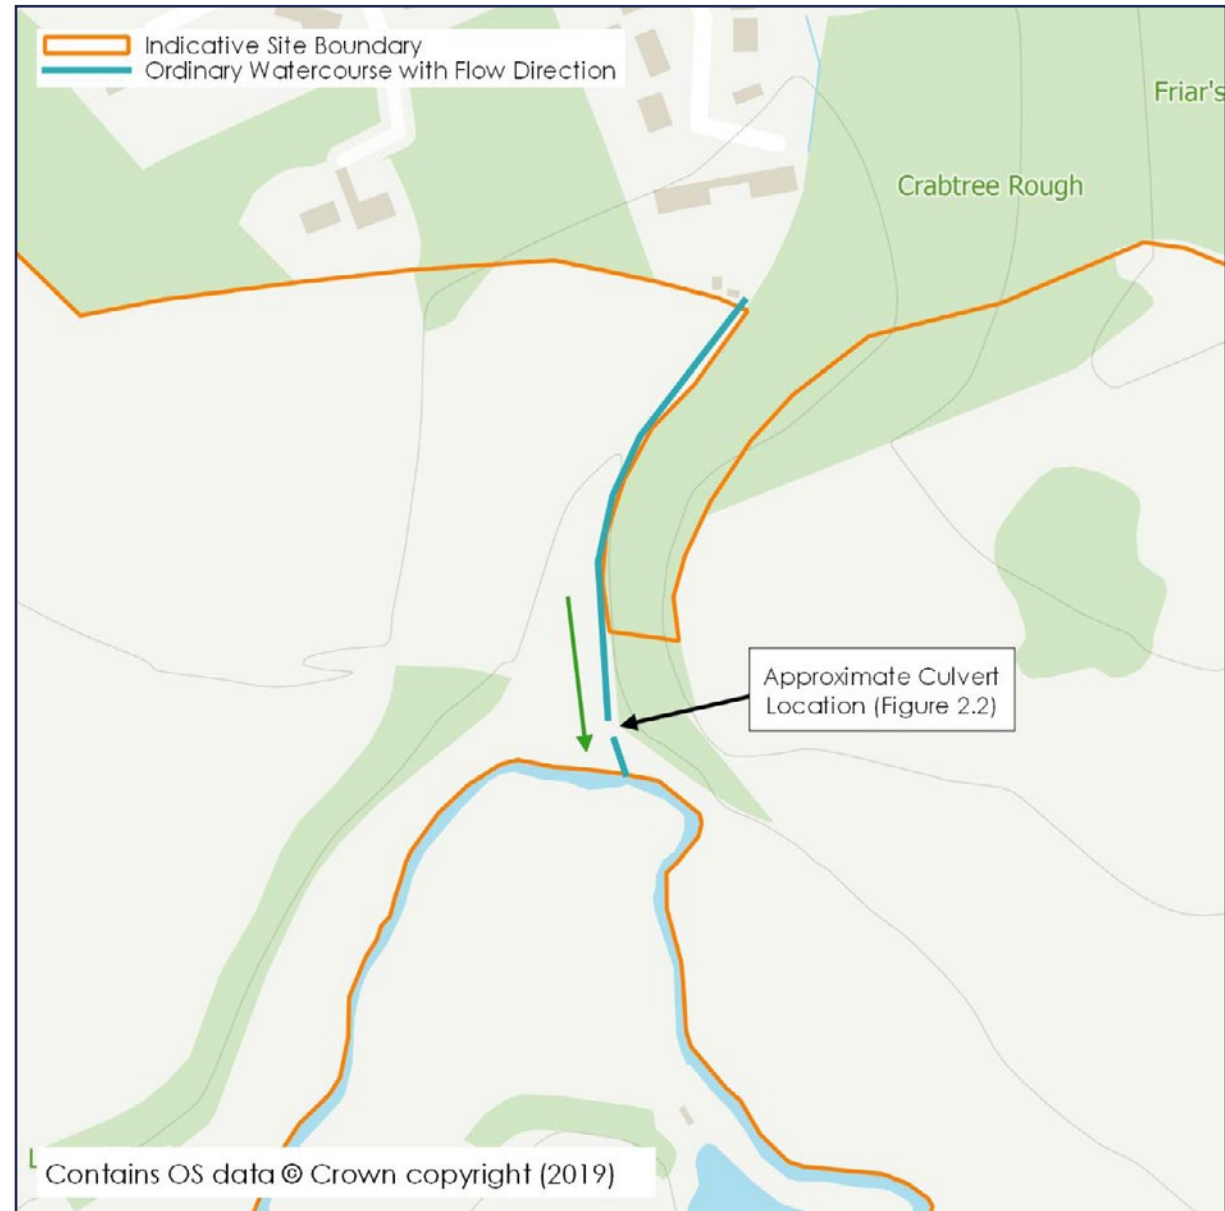 Indicative Site Boundary
Ordinary Watercourse with Flow Direction
Friar's
Crabtree Rough
Approximate Culvert
Location (Figure 2.2)
Contains OS data © Crown copyright (2019)